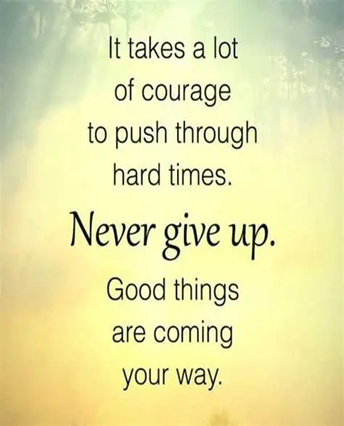 It takes a lot
of courage
to push through
hard times.
Never give up.
Good things
are coming
your way.